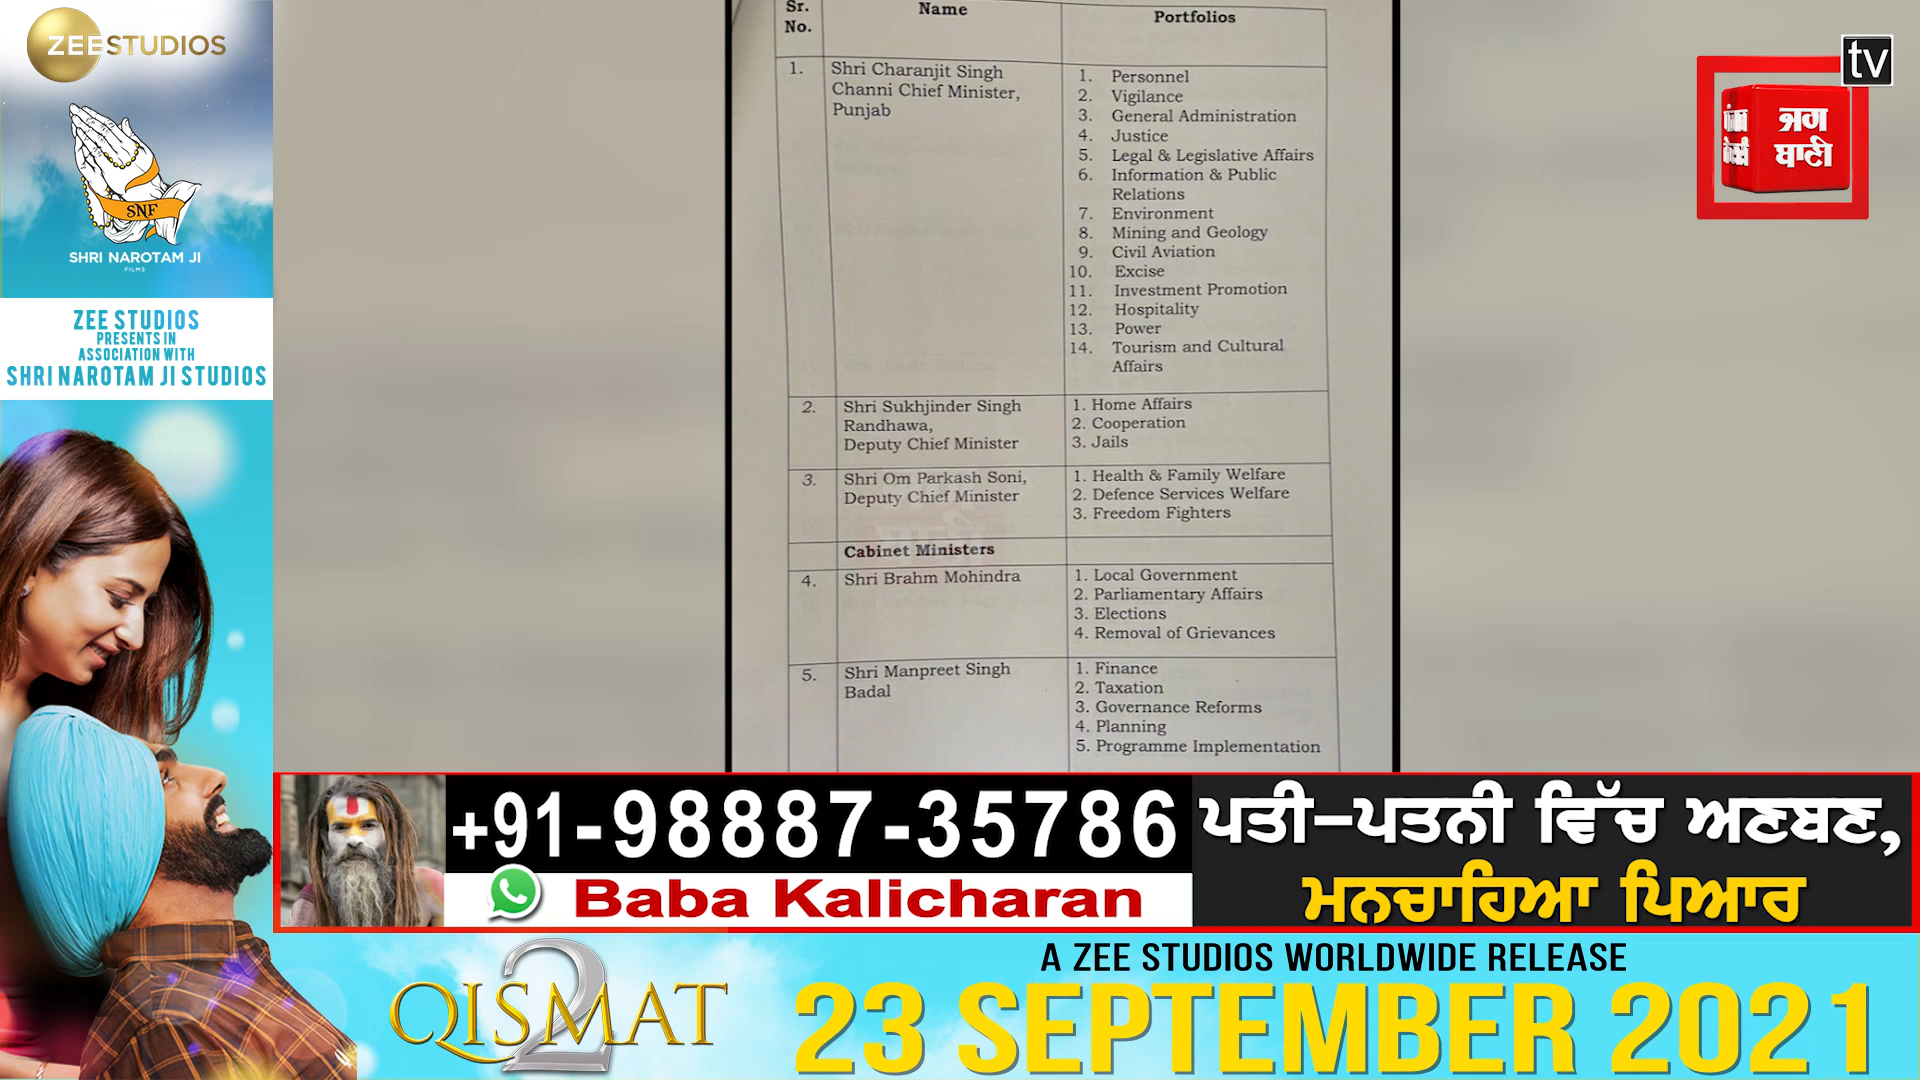 ZEESTUDIOS
SNF
SHRI NAROTAM JI
FILMS
ZEE STUDIOS
PRESENTS IN
ASSOCIATION WITH
SHRI NAROTAM JI STUDIOS
Sr. No.
Name
Portfolios
1.
Shri Charanjit Singh
Channi Chief Minister,
Punjab
1. Personnel
2. Vigilance
3. General Administration
4. Justice
5. Legal & Legislative Affairs
6. Information & Public
Relations
7. Environment
8. Mining and Geology
9. Civil Aviation
10. Excise
11. Investment Promotion
12. Hospitality
13. Power
14. Tourism and Cultural
Affairs
2.
Shri Sukhjinder Singh
Randhawa,
Deputy Chief Minister
1. Home Affairs
2. Cooperation
3. Jails
3.
Shri Om Parkash Soni,
Deputy Chief Minister
1. Health & Family Welfare
2. Defence Services Welfare
3. Freedom Fighters
Cabinet Ministers
4.
Shri Brahm Mohindra
1. Local Government
2. Parliamentary Affairs
3. Elections
4. Removal of Grievances
5.
Shri Manpreet Singh
Badal
1. Finance
2. Taxation
3. Governance Reforms
4. Planning
5. Programme Implementation
tv
ਜਗ
ਬਾਣੀ
+91-98887-35786
Baba Kalicharan
ਪਤੀ-ਪਤਨੀ ਵਿੱਚ ਅਣਬਣ,
ਮਨਚਾਹਿਆ ਪਿਆਰ
QISMAT 2
A ZEE STUDIOS WORLDWIDE RELEASE
23 SEPTEMBER 2021